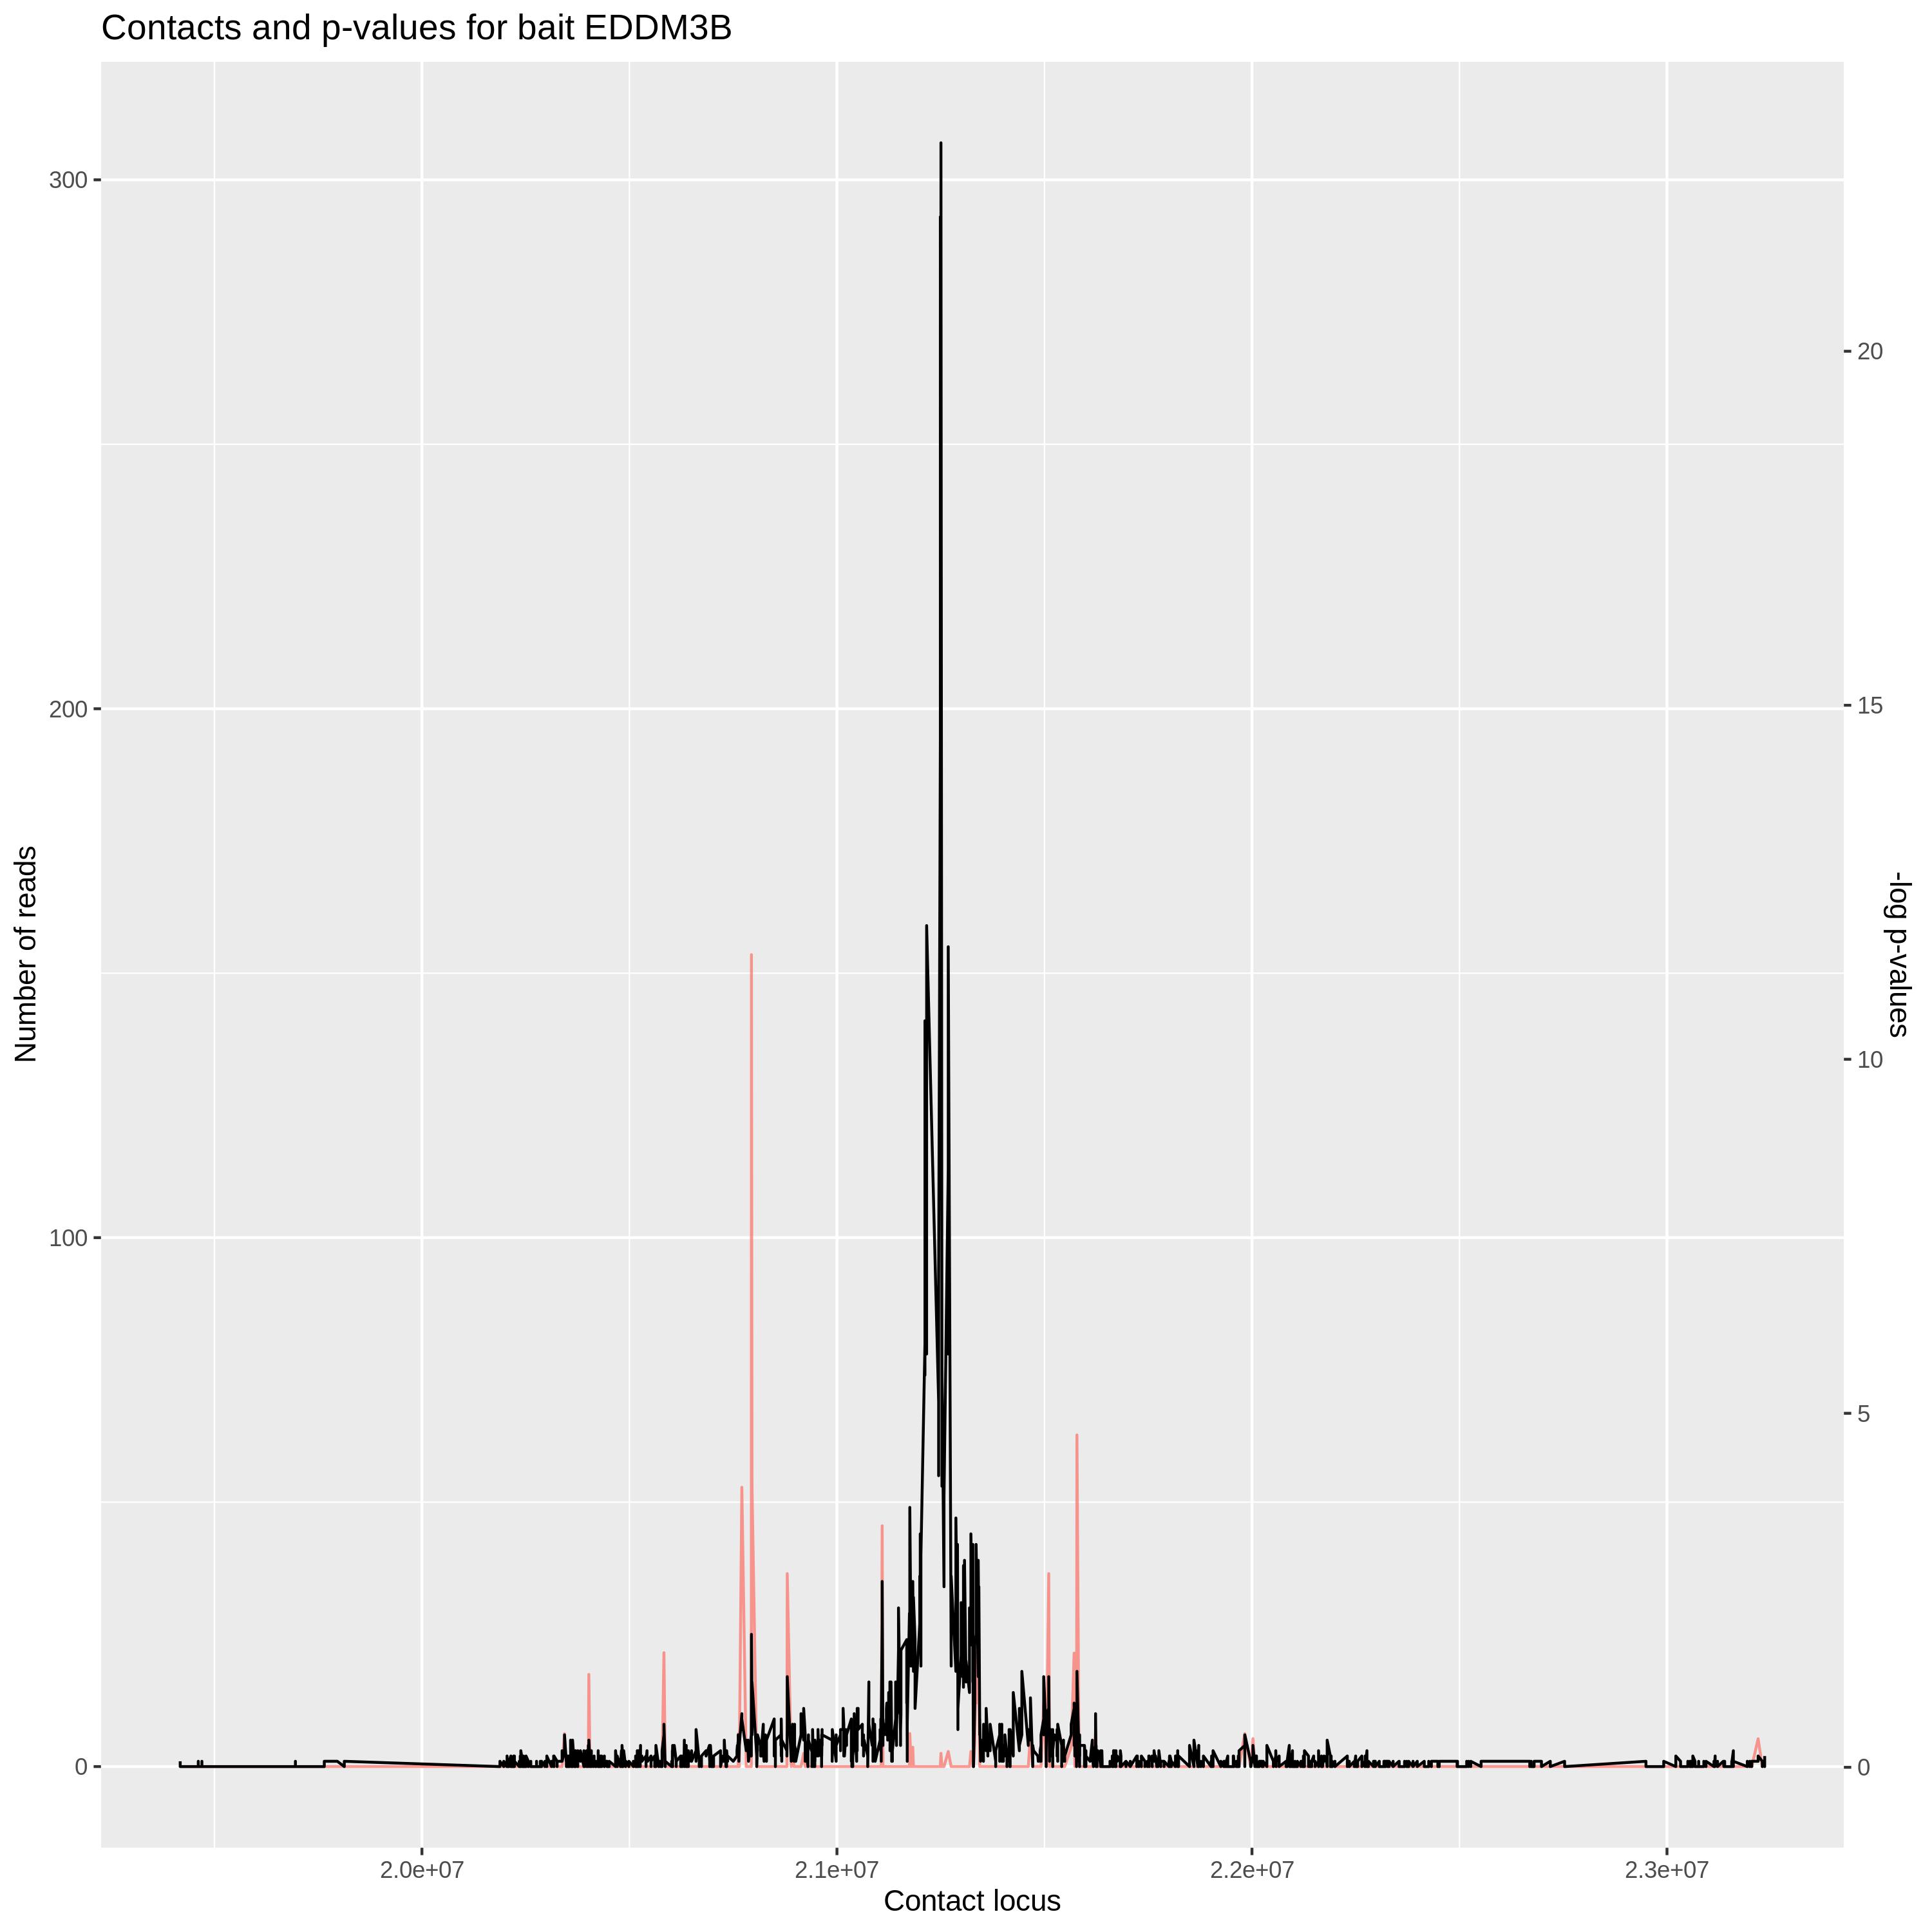 Contacts and p-values for bait EDDM3B
300
200
100
0
Number of reads
20
15
10
5
0
-log p-values
2.0e+07
2.1e+07
2.2e+07
2.3e+07
Contact locus